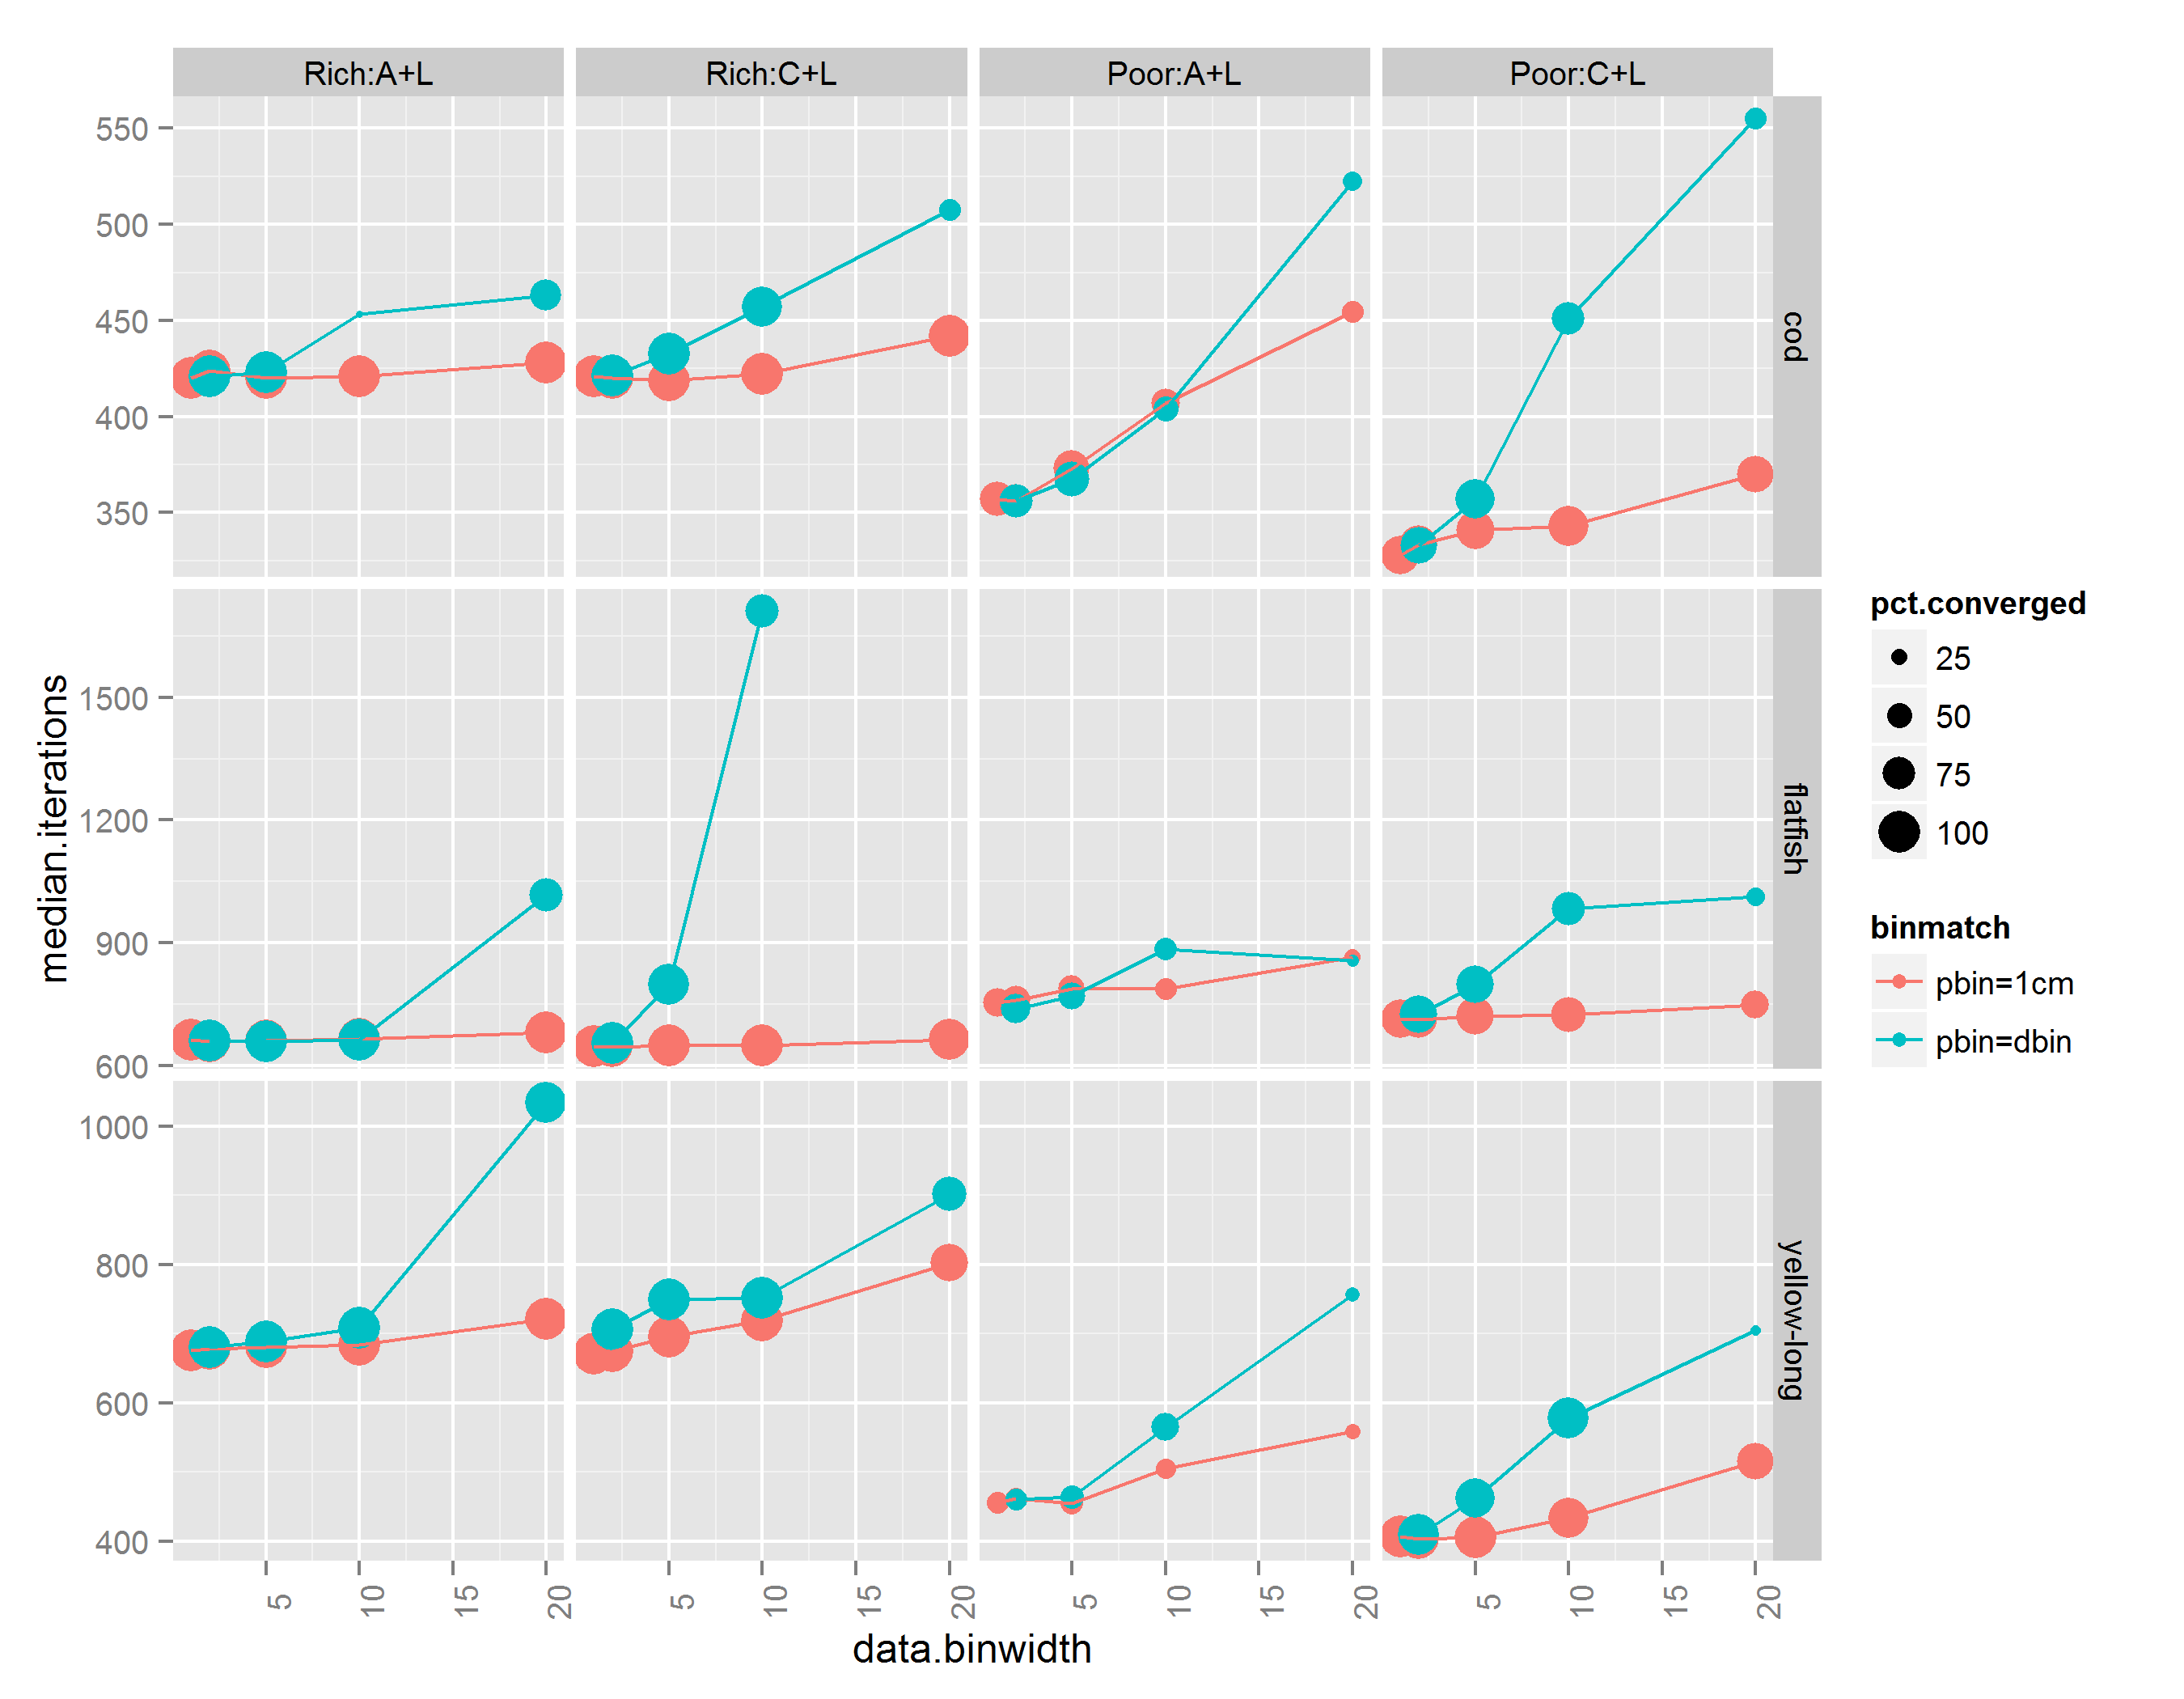 Rich:A+L Rich:C+L Poor:A+L Poor:C+L
550
500
450
400
350
cod
1500
1200
900
600
flatfish
1000
800
600
400
yellow-long
5 10 15 20 5 10 15 20 5 10 15 20 5 10 15 20
data.binwidth
median.iterations
pct.converged
25
50
75
100
binmatch
pbin=1cm
pbin=dbin